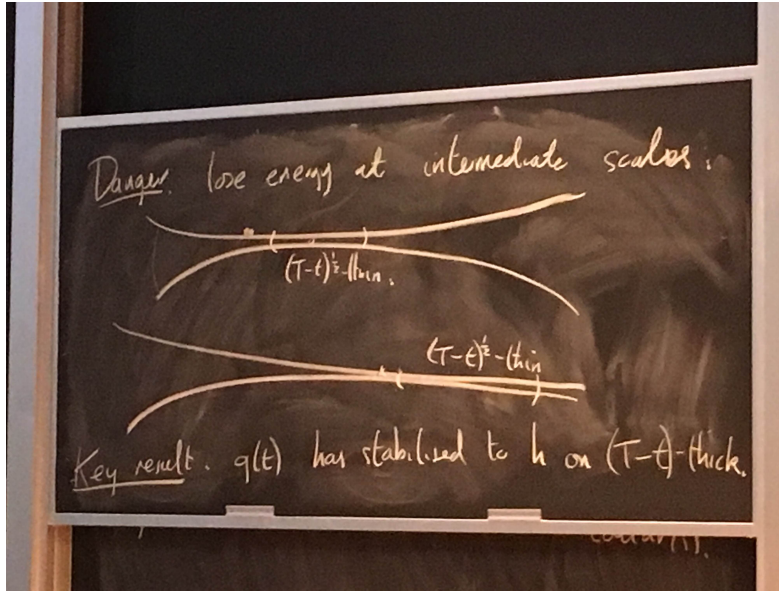 Danger. lose energy at intermediate scales:
(T-t)^½-thin.
(T-t)^½-thin
Key result. g(t) has stabilised to h on (T-t)-thick.